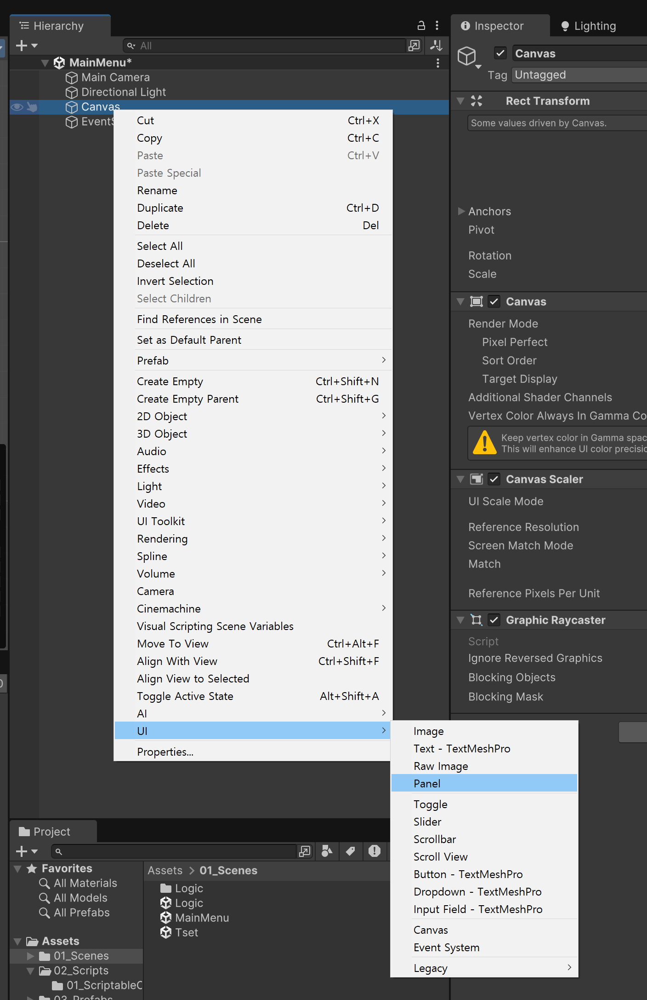 Hierarchy
All
MainMenu*
Main Camera
Directional Light
Canvas
EventS
Cut Ctrl+X
Copy Ctrl+C
Paste Ctrl+V
Paste Special
Rename
Duplicate Ctrl+D
Delete Del
Select All
Deselect All
Invert Selection
Select Children
Find References in Scene
Set as Default Parent
Prefab
Create Empty Ctrl+Shift+N
Create Empty Parent Ctrl+Shift+G
2D Object
3D Object
Audio
Effects
Light
Video
UI Toolkit
Rendering
Spline
Volume
Camera
Cinemachine
Visual Scripting Scene Variables
Move To View Ctrl+Alt+F
Align With View Ctrl+Shift+F
Align View to Selected
Toggle Active State Alt+Shift+A
AI
UI
Properties...
Image
Text - TextMeshPro
Raw Image
Panel
Toggle
Slider
Scrollbar
Scroll View
Button - TextMeshPro
Dropdown - TextMeshPro
Input Field - TextMeshPro
Canvas
Event System
Legacy
Inspector Lighting
Canvas
Tag Untagged
Rect Transform
Some values driven by Canvas.
Anchors
Pivot
Rotation
Scale
Canvas
Render Mode
Pixel Perfect
Sort Order
Target Display
Additional Shader Channels
Vertex Color Always In Gamma Co
Keep vertex color in Gamma spac
This will enhance UI color precisio
Canvas Scaler
UI Scale Mode
Reference Resolution
Screen Match Mode
Match
Reference Pixels Per Unit
Graphic Raycaster
Script
Ignore Reversed Graphics
Blocking Objects
Blocking Mask
Project
Favorites
All Materials
All Models
All Prefabs
Assets
01_Scenes
02_Scripts
01_ScriptableO
03_Prefabs
Assets > 01_Scenes
Logic
Logic
MainMenu
Tset